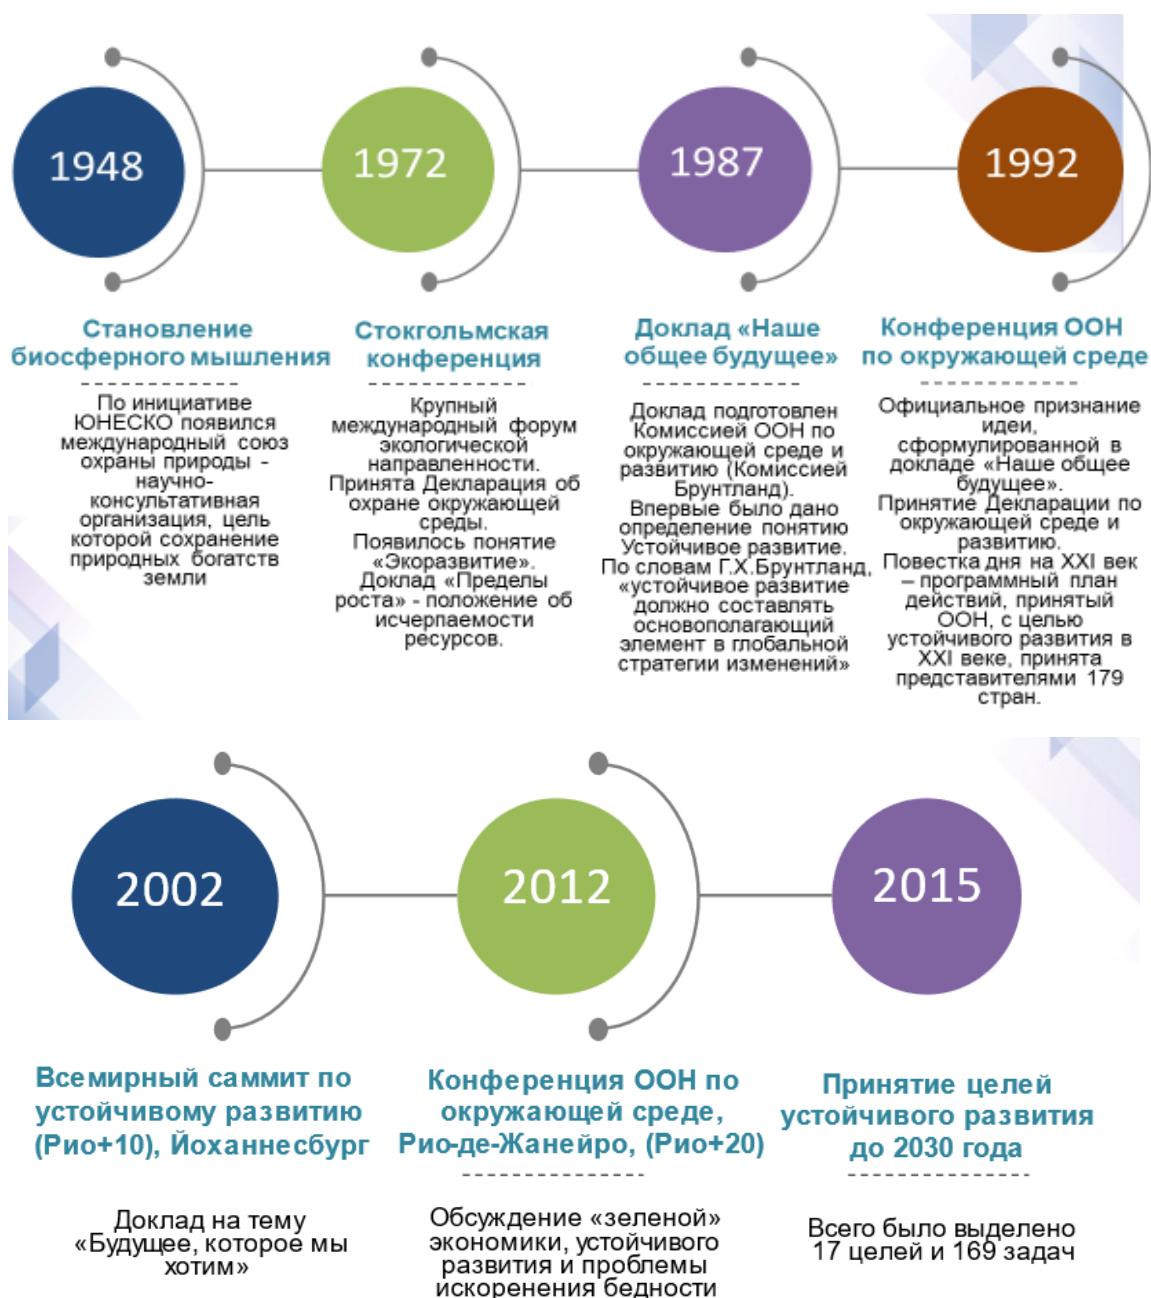 1948
1972
1987
1992
Становление
биосферного мышления
По инициативе
ЮНЕСКО появился
международный союз
охраны природы -
научно-
консультативная
организация, цель
которой сохранение
природных богатств
земли
Стокгольмская
конференция
Крупный
международный форум
экологической
направленности.
Принята Декларация об
охране окружающей
среды.
Появилось понятие
«Экоразвитие».
Доклад «Пределы
роста» - положение об
исчерпаемости
ресурсов.
Доклад «Наше
общее будущее»
Доклад подготовлен
Комиссией ООН по
окружающей среде и
развитию (Комиссией
Брунтланд).
Впервые было дано
определение понятию
Устойчивое развитие.
По словам Г.Х.Брунтланд,
«устойчивое развитие
должно составлять
основополагающий
элемент в глобальной
стратегии изменений»
Конференция ООН
по окружающей среде
Официальное признание
идеи,
сформулированной в
докладе «Наше общее
будущее».
Принятие Декларации по
окружающей среде и
развитию.
Повестка дня на XXI век
– программный план
действий, принятый
ООН, с целью
устойчивого развития в
XXI веке, принята
представителями 179
стран.
2002
2012
2015
Всемирный саммит по
устойчивому развитию
(Рио+10), Йоханнесбург
Доклад на тему
«Будущее, которое мы
хотим»
Конференция ООН по
окружающей среде,
Рио-де-Жанейро, (Рио+20)
Обсуждение «зеленой»
экономики, устойчивого
развития и проблемы
искоренения бедности
Принятие целей
устойчивого развития
до 2030 года
Всего было выделено
17 целей и 169 задач